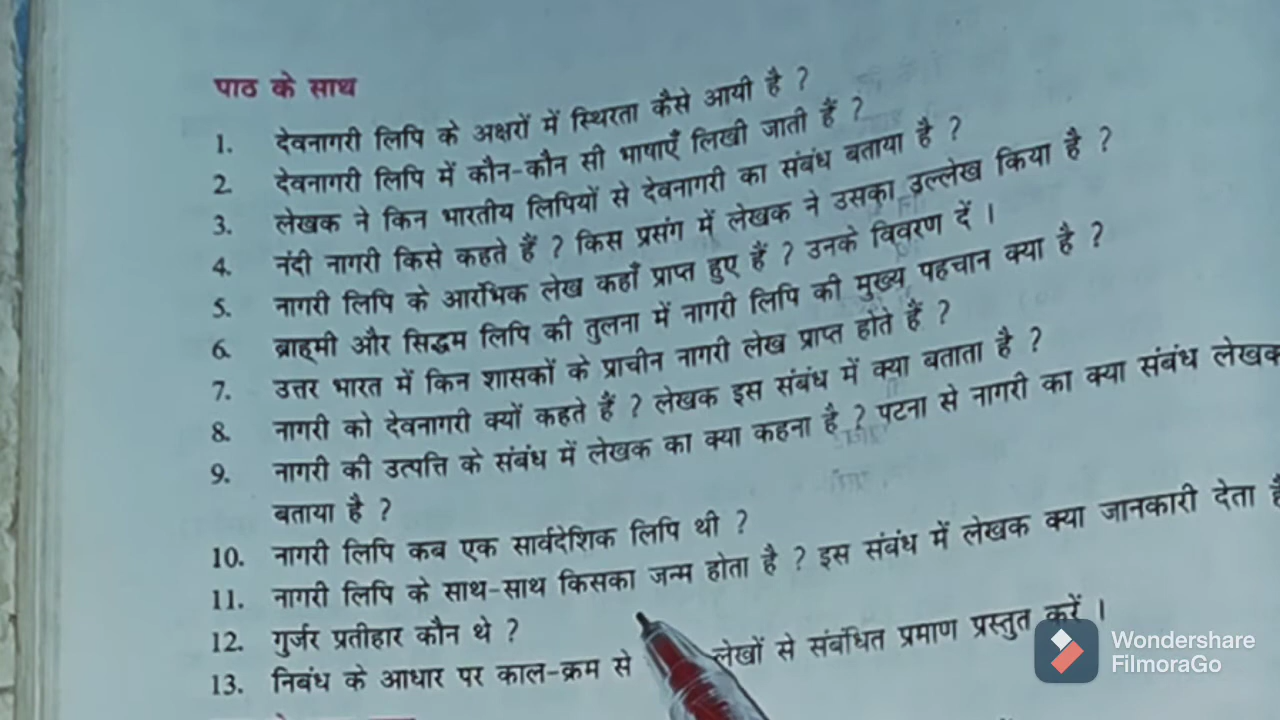 पाठ के साथ
1. देवनागरी लिपि के अक्षरों में स्थिरता कैसे आयी है ?
2. देवनागरी लिपि में कौन-कौन सी भाषाएँ लिखी जाती हैं ?
3. लेखक ने किन भारतीय लिपियों से देवनागरी का संबंध बताया है ?
4. नंदी नागरी किसे कहते हैं ? किस प्रसंग में लेखक ने उसका उल्लेख किया है ?
5. नागरी लिपि के आरंभिक लेख कहाँ प्राप्त हुए हैं ? उनके विवरण दें ।
6. ब्राह्मी और सिद्धम लिपि की तुलना में नागरी लिपि की मुख्य पहचान क्या है ?
7. उत्तर भारत में किन शासकों के प्राचीन नागरी लेख प्राप्त होते हैं ?
8. नागरी को देवनागरी क्यों कहते हैं ? लेखक इस संबंध में क्या बताता है ?
9. नागरी की उत्पत्ति के संबंध में लेखक का क्या कहना है ? पटना से नागरी का क्या संबंध लेखक
बताया है ?
10. नागरी लिपि कब एक सार्वदेशिक लिपि थी ?
11. नागरी लिपि के साथ-साथ किसका जन्म होता है ? इस संबंध में लेखक क्या जानकारी देता है
12. गुर्जर प्रतीहार कौन थे ?
13. निबंध के आधार पर काल-क्रम से लेखों से संबंधित प्रमाण प्रस्तुत करें ।
Wondershare
FilmoraGo